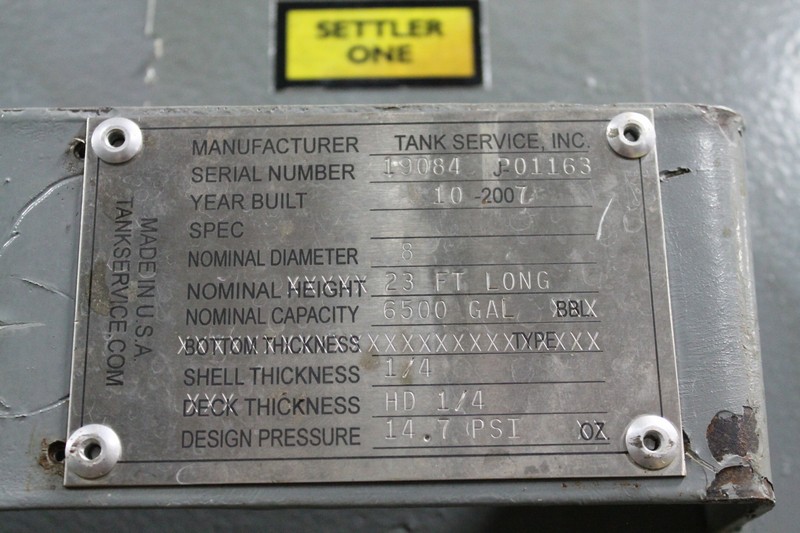 SETTLER
ONE
MANUFACTURER TANK SERVICE, INC.
SERIAL NUMBER 19084 J-P01163
YEAR BUILT 10 -2007
SPEC
NOMINAL DIAMETER 8
NOMINAL HEIGHT 23 FT LONG
NOMINAL CAPACITY 6500 GAL BBL
BOTTOM THICKNESS TYPE
SHELL THICKNESS 1/4
DECK THICKNESS HD 1/4
DESIGN PRESSURE 14.7 PSI OZ
MADE IN U.S.A.
TANKSERVICE.COM